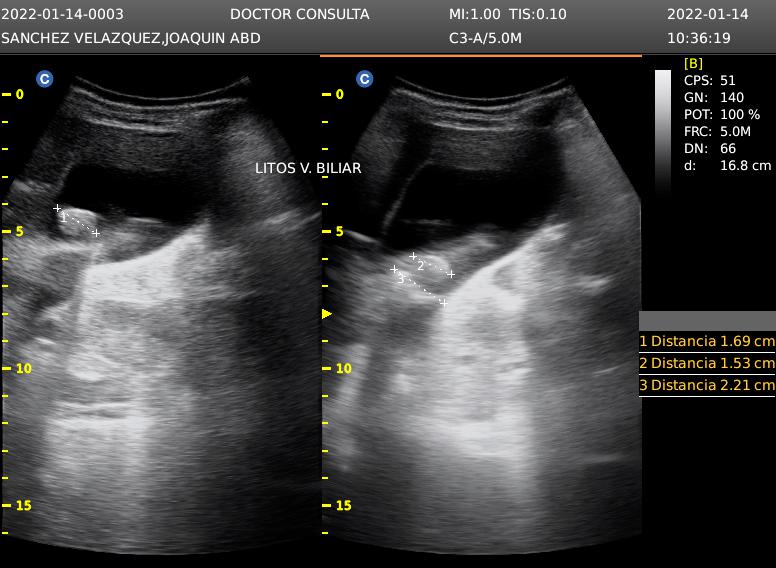 2022-01-14-0003 DOCTOR CONSULTA MI:1.00 TIS:0.10 2022-01-14
SANCHEZ VELAZQUEZ,JOAQUIN ABD C3-A/5.0M 10:36:19
C
C
[B]
CPS: 51
GN: 140
POT: 100 %
FRC: 5.0M
DN: 66
d: 16.8 cm
LITOS V. BILIAR
0
5
10
15
0
5
10
15
1
2
3
1 Distancia 1.69 cm
2 Distancia 1.53 cm
3 Distancia 2.21 cm